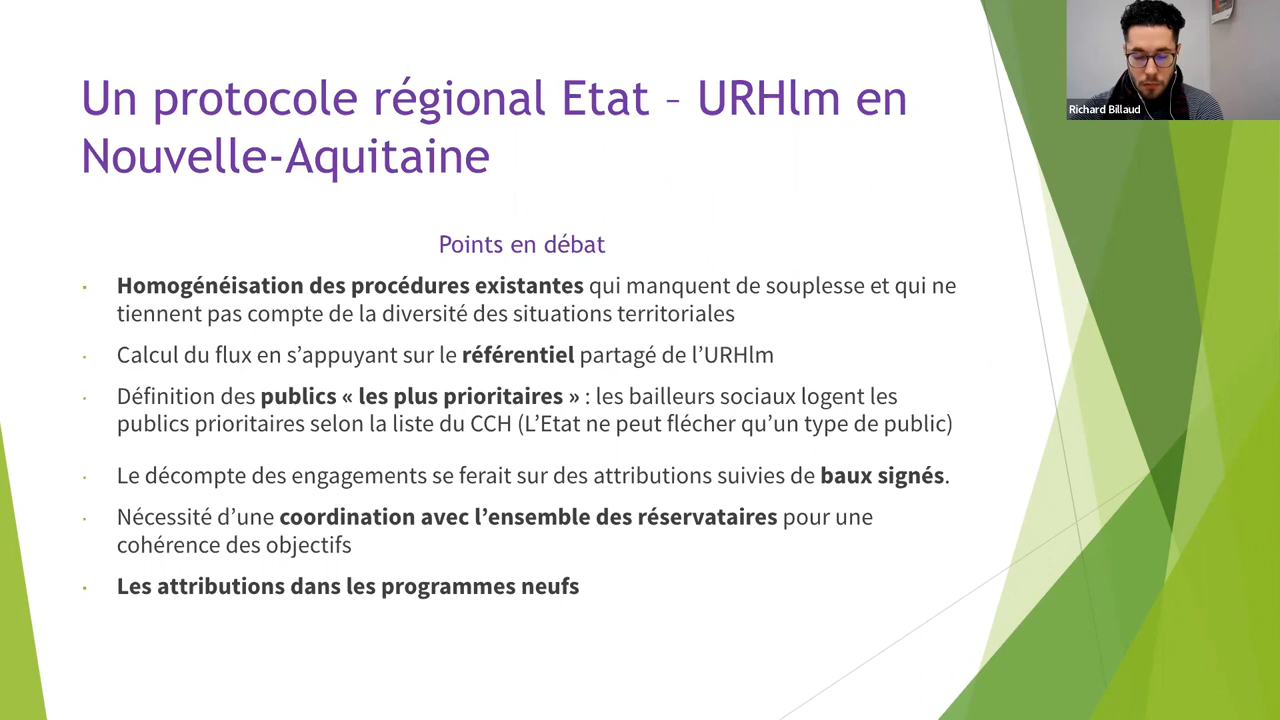 Un protocole régional Etat – URHlm en
Nouvelle-Aquitaine
Richard Billaud
Points en débat
· Homogénéisation des procédures existantes qui manquent de souplesse et qui ne
tiennent pas compte de la diversité des situations territoriales
· Calcul du flux en s’appuyant sur le référentiel partagé de l’URHlm
· Définition des publics « les plus prioritaires » : les bailleurs sociaux logent les
publics prioritaires selon la liste du CCH (L’Etat ne peut flécher qu’un type de public)
· Le décompte des engagements se ferait sur des attributions suivies de baux signés.
· Nécessité d’une coordination avec l’ensemble des réservataires pour une
cohérence des objectifs
· Les attributions dans les programmes neufs